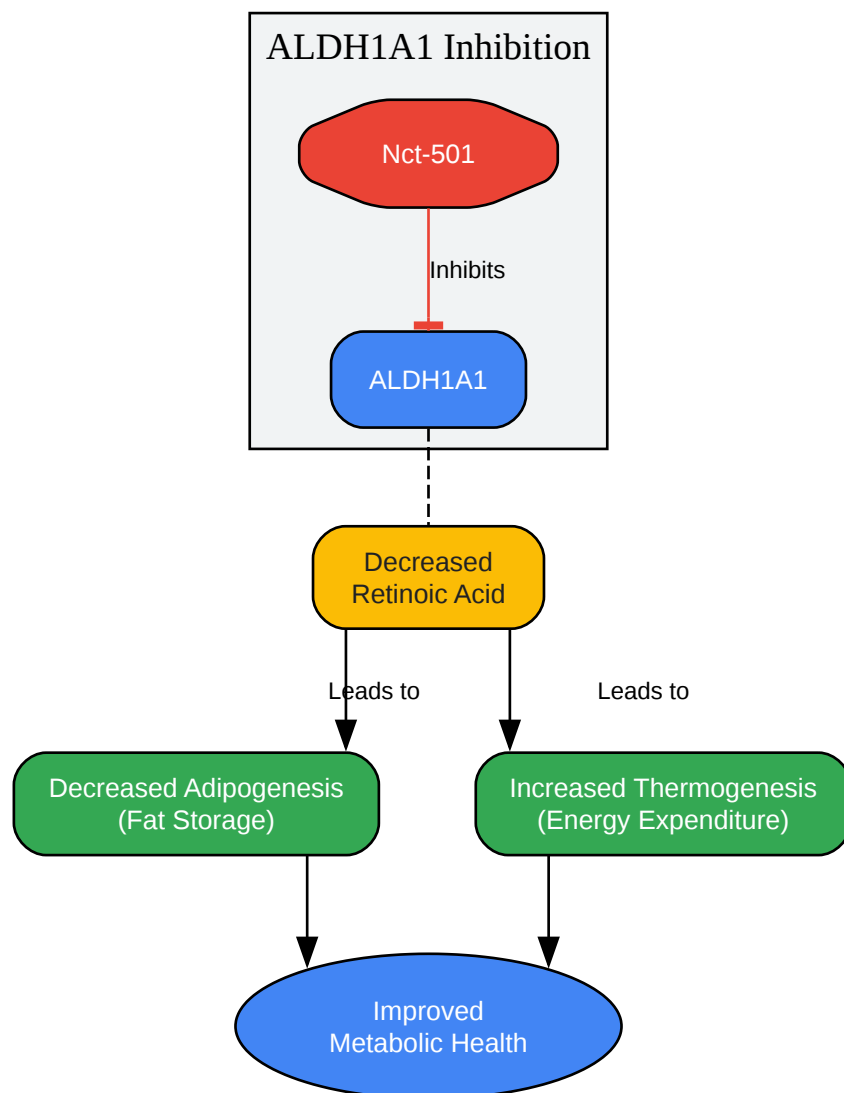 ALDH1A1 Inhibition
Nct-501
Inhibits
ALDH1A1
Decreased
Retinoic Acid
Leads to
Leads to
Decreased Adipogenesis
(Fat Storage)
Increased Thermogenesis
(Energy Expenditure)
Improved
Metabolic Health